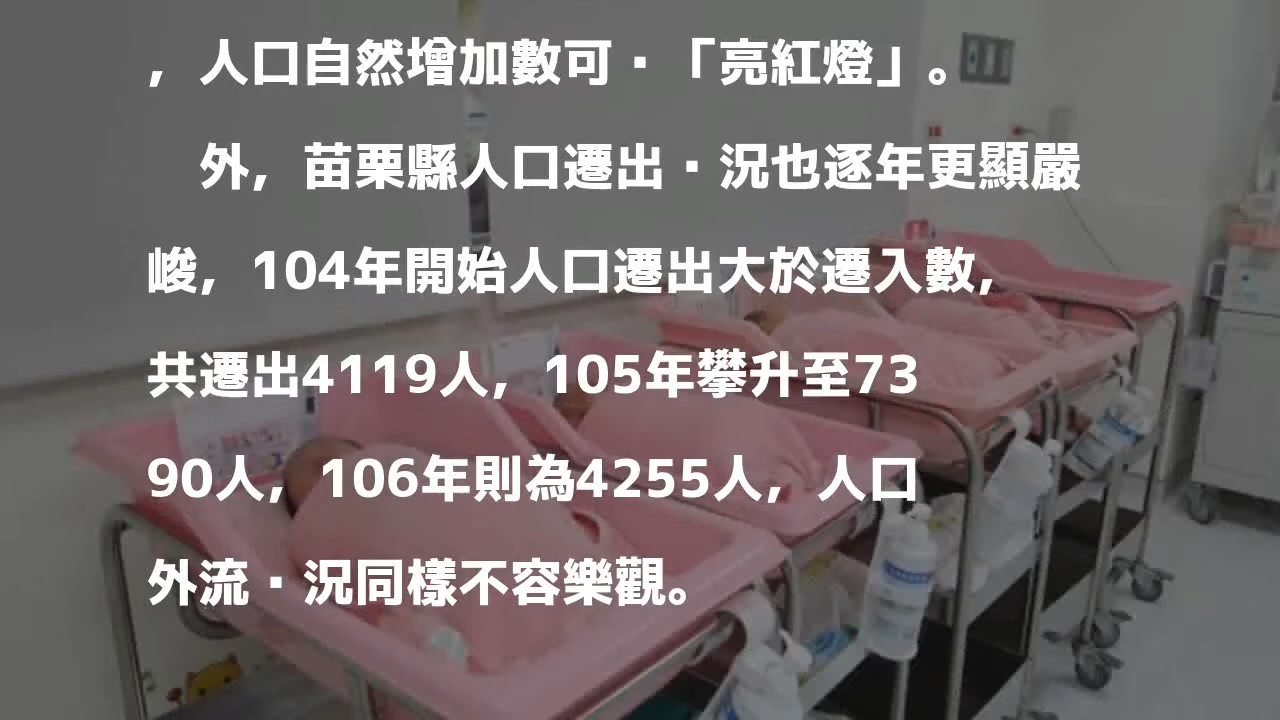 ，人口自然增加數可·「亮紅燈」。
外，苗栗縣人口遷出·況也逐年更顯嚴
峻，104年開始人口遷出大於遷入數，
共遷出4119人，105年攀升至73
90人，106年則為4255人，人口
外流·況同樣不容樂觀。